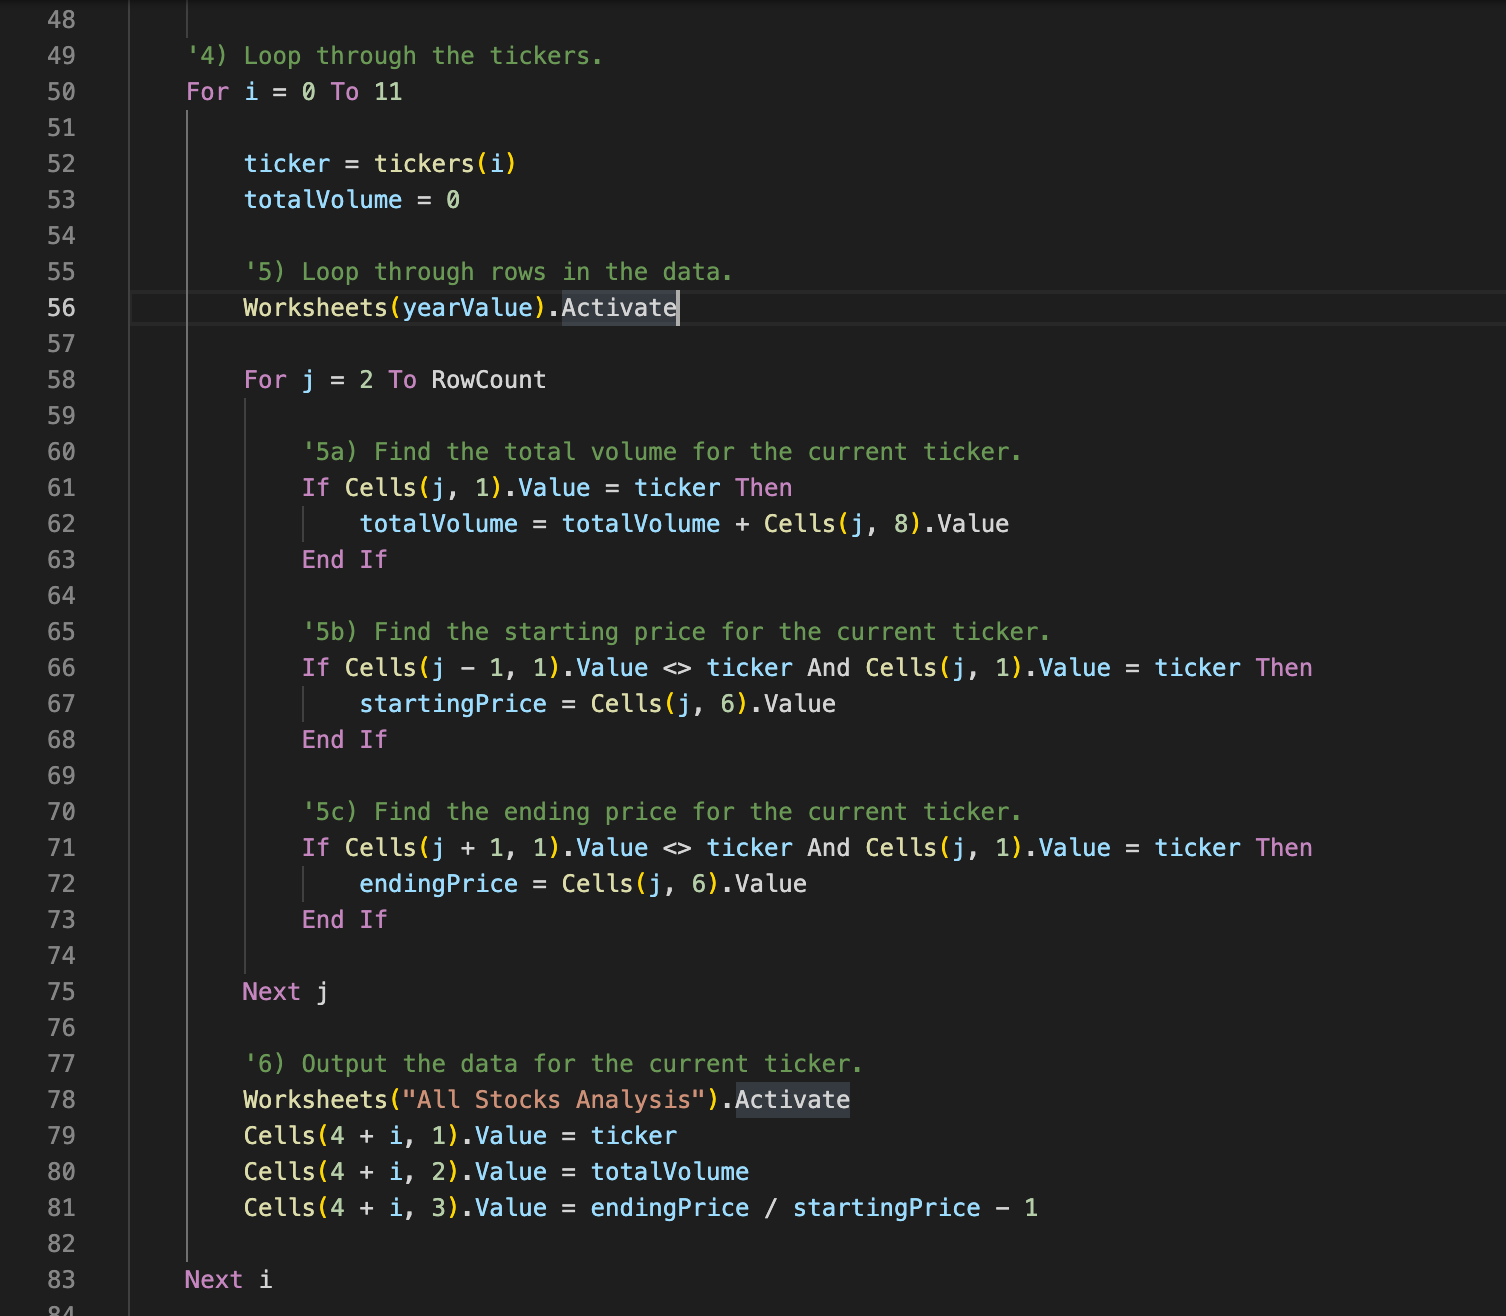 48
49 '4) Loop through the tickers.
50 For i = 0 To 11
51
52 ticker = tickers(i)
53 totalVolume = 0
54
55 '5) Loop through rows in the data.
56 Worksheets(yearValue).Activate
57
58 For j = 2 To RowCount
59
60 '5a) Find the total volume for the current ticker.
61 If Cells(j, 1).Value = ticker Then
62 totalVolume = totalVolume + Cells(j, 8).Value
63 End If
64
65 '5b) Find the starting price for the current ticker.
66 If Cells(j - 1, 1).Value <> ticker And Cells(j, 1).Value = ticker Then
67 startingPrice = Cells(j, 6).Value
68 End If
69
70 '5c) Find the ending price for the current ticker.
71 If Cells(j + 1, 1).Value <> ticker And Cells(j, 1).Value = ticker Then
72 endingPrice = Cells(j, 6).Value
73 End If
74
75 Next j
76
77 '6) Output the data for the current ticker.
78 Worksheets("All Stocks Analysis").Activate
79 Cells(4 + i, 1).Value = ticker
80 Cells(4 + i, 2).Value = totalVolume
81 Cells(4 + i, 3).Value = endingPrice / startingPrice - 1
82
83 Next i
84